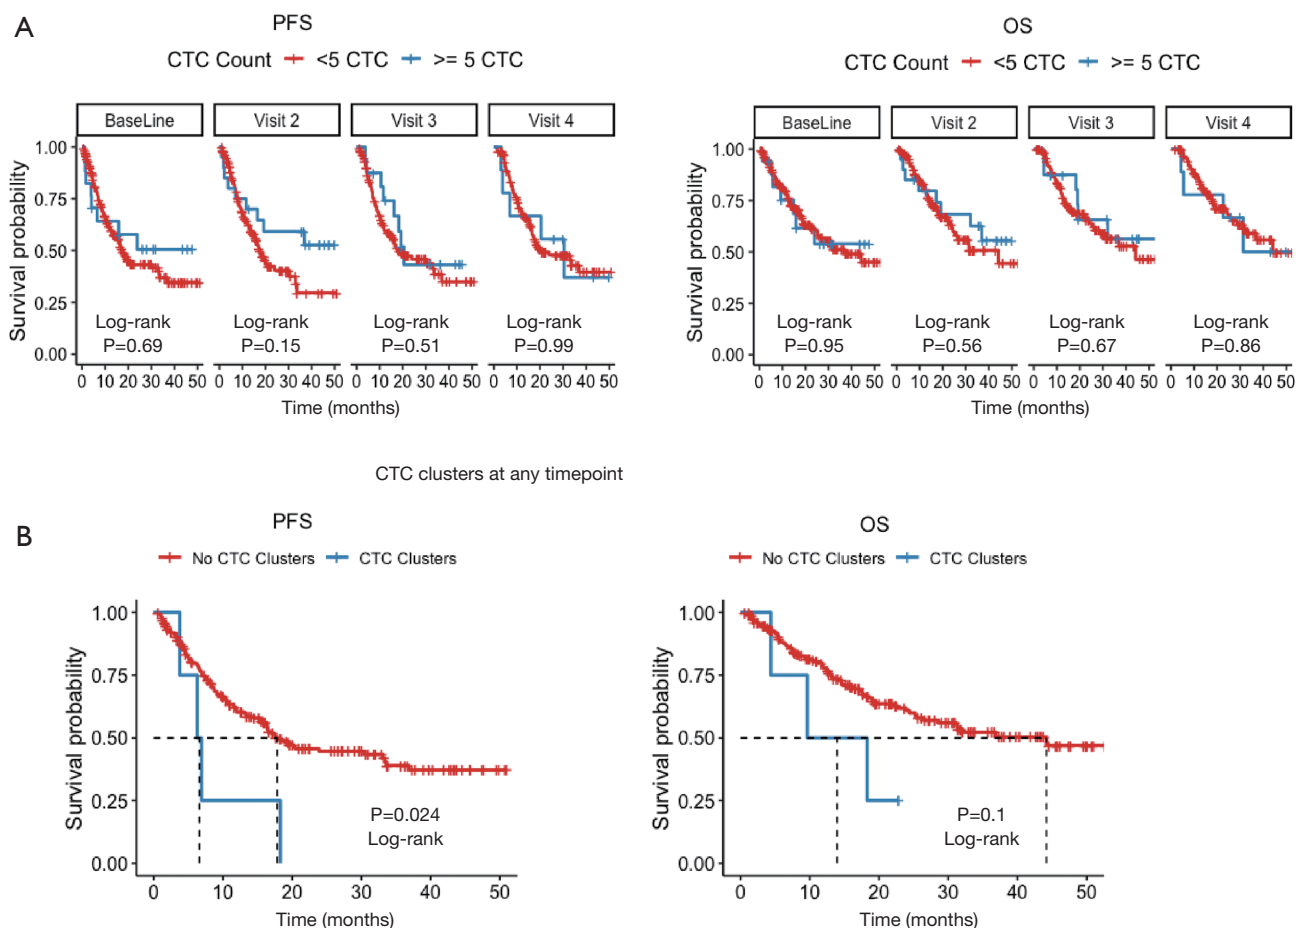 A
PFS
CTC Count <5 CTC >= 5 CTC
BaseLine Visit 2 Visit 3 Visit 4
Survival probability
1.00
0.75
0.50
0.25
0.00
Log-rank P=0.69
Log-rank P=0.15
Log-rank P=0.51
Log-rank P=0.99
0 10 20 30 40 50 0 10 20 30 40 50 0 10 20 30 40 50 0 10 20 30 40 50
Time (months)
OS
CTC Count <5 CTC >= 5 CTC
BaseLine Visit 2 Visit 3 Visit 4
Survival probability
1.00
0.75
0.50
0.25
0.00
Log-rank P=0.95
Log-rank P=0.56
Log-rank P=0.67
Log-rank P=0.86
0 10 20 30 40 50 0 10 20 30 40 50 0 10 20 30 40 50 0 10 20 30 40 50
Time (months)
CTC clusters at any timepoint
B
PFS
No CTC Clusters CTC Clusters
Survival probability
1.00
0.75
0.50
0.25
0.00
P=0.024
Log-rank
0 10 20 30 40 50
Time (months)
OS
No CTC Clusters CTC Clusters
Survival probability
1.00
0.75
0.50
0.25
0.00
P=0.1
Log-rank
0 10 20 30 40 50
Time (months)